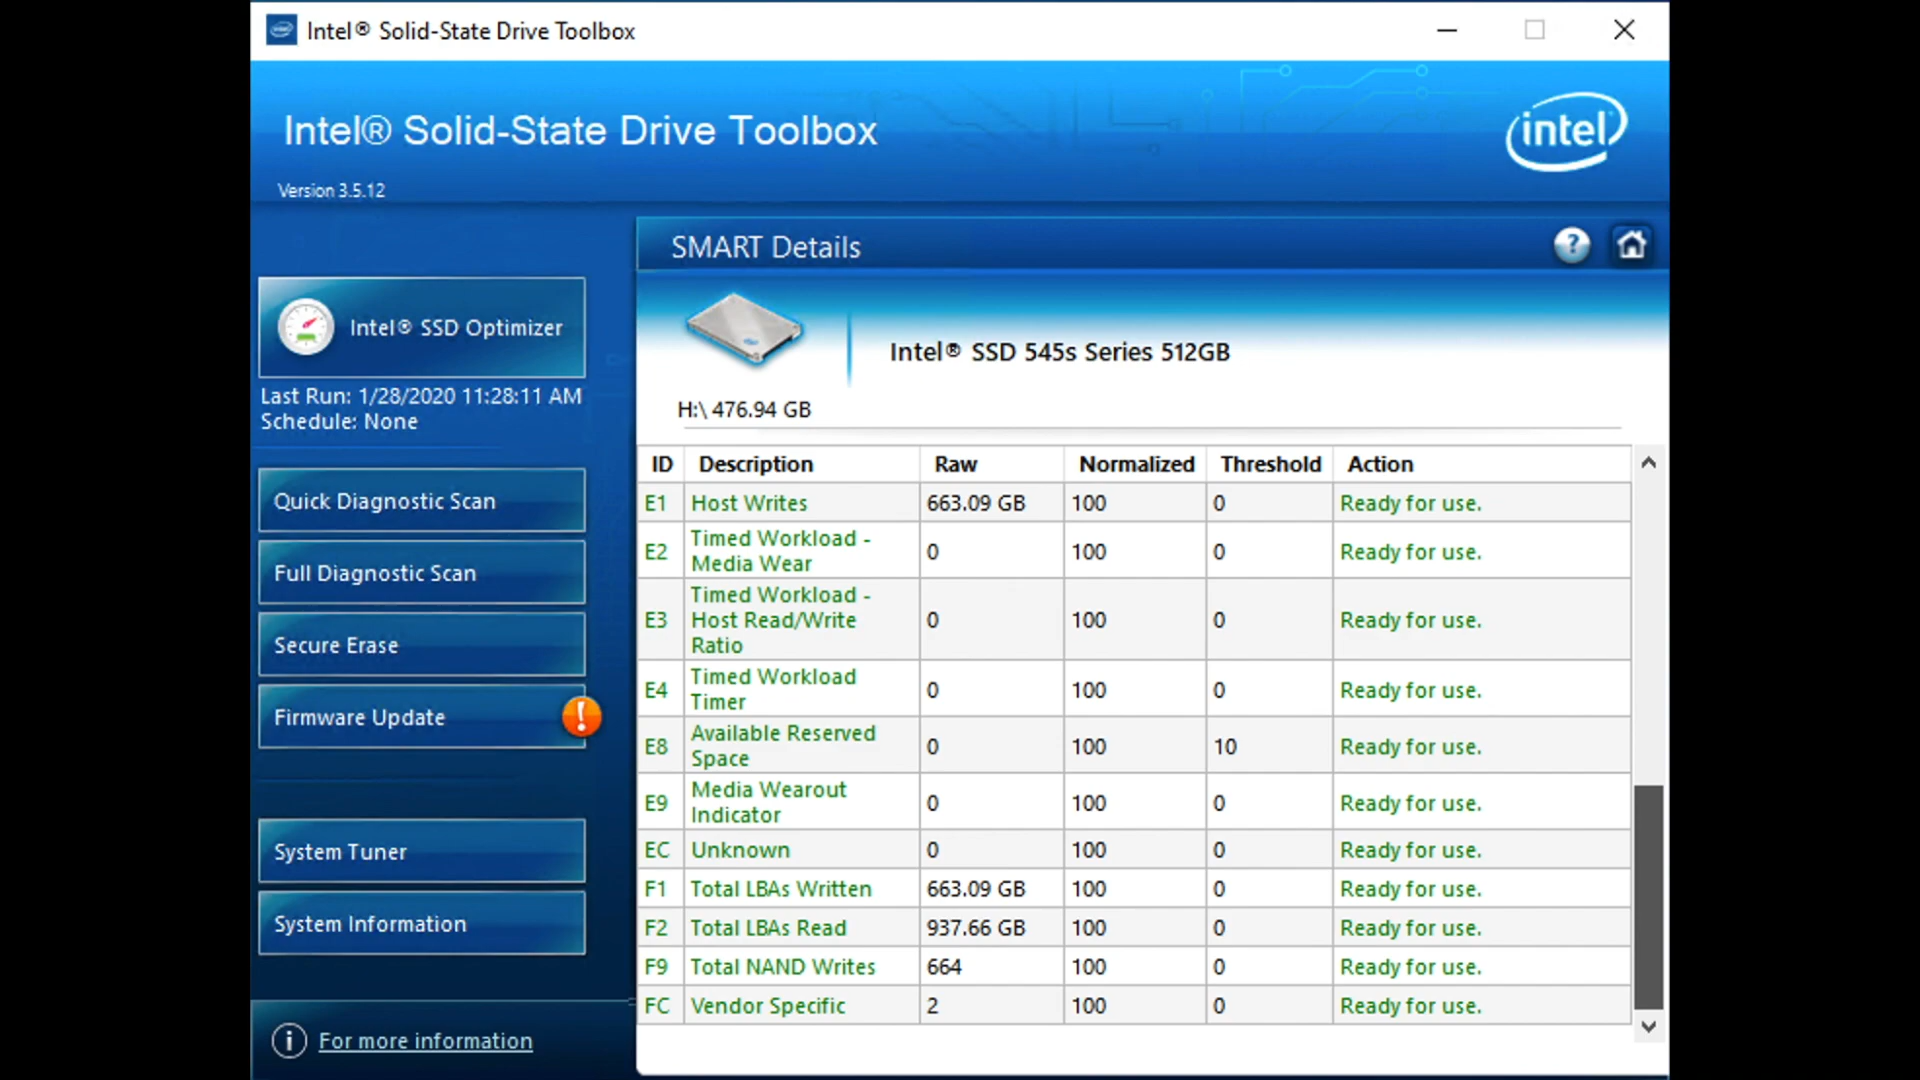 Intel® Solid-State Drive Toolbox
Intel® Solid-State Drive Toolbox
intel
Version 3.5.12
SMART Details
?
Intel® SSD Optimizer
Last Run: 1/28/2020 11:28:11 AM
Schedule: None
Quick Diagnostic Scan
Full Diagnostic Scan
Secure Erase
Firmware Update !
System Tuner
System Information
For more information
Intel® SSD 545s Series 512GB
H:\ 476.94 GB
ID Description Raw Normalized Threshold Action
E1 Host Writes 663.09 GB 100 0 Ready for use.
E2 Timed Workload - Media Wear 0 100 0 Ready for use.
E3 Timed Workload - Host Read/Write Ratio 0 100 0 Ready for use.
E4 Timed Workload Timer 0 100 0 Ready for use.
E8 Available Reserved Space 0 100 10 Ready for use.
E9 Media Wearout Indicator 0 100 0 Ready for use.
EC Unknown 0 100 0 Ready for use.
F1 Total LBAs Written 663.09 GB 100 0 Ready for use.
F2 Total LBAs Read 937.66 GB 100 0 Ready for use.
F9 Total NAND Writes 664 100 0 Ready for use.
FC Vendor Specific 2 100 0 Ready for use.